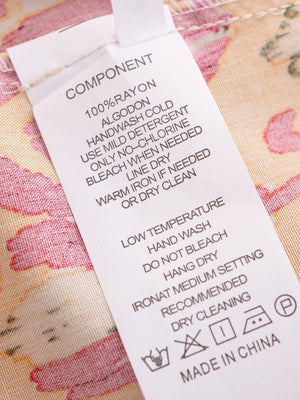 COMPONENT
100%RAYON
ALGODON
HANDWASH COLD
USE MILD DETERGENT
ONLY NO-CHLORINE
BLEACH WHEN NEEDED
LINE DRY
WARM IRON IF NEEDED
OR DRY CLEAN
LOW TEMPERATURE
HAND WASH
DO NOT BLEACH
HANG DRY
IRONAT MEDIUM SETTING
RECOMMENDED
DRY CLEANING
P
MADE IN CHINA